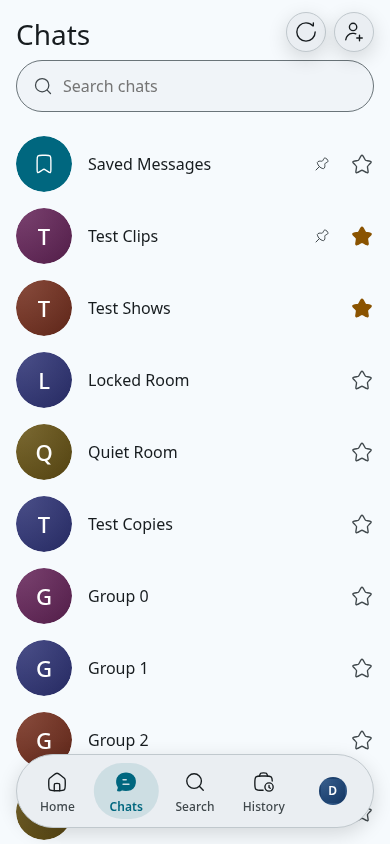 Chats
Search chats
Saved Messages
T Test Clips
T Test Shows
L Locked Room
Q Quiet Room
T Test Copies
G Group 0
G Group 1
G Group 2
Home Chats Search History D